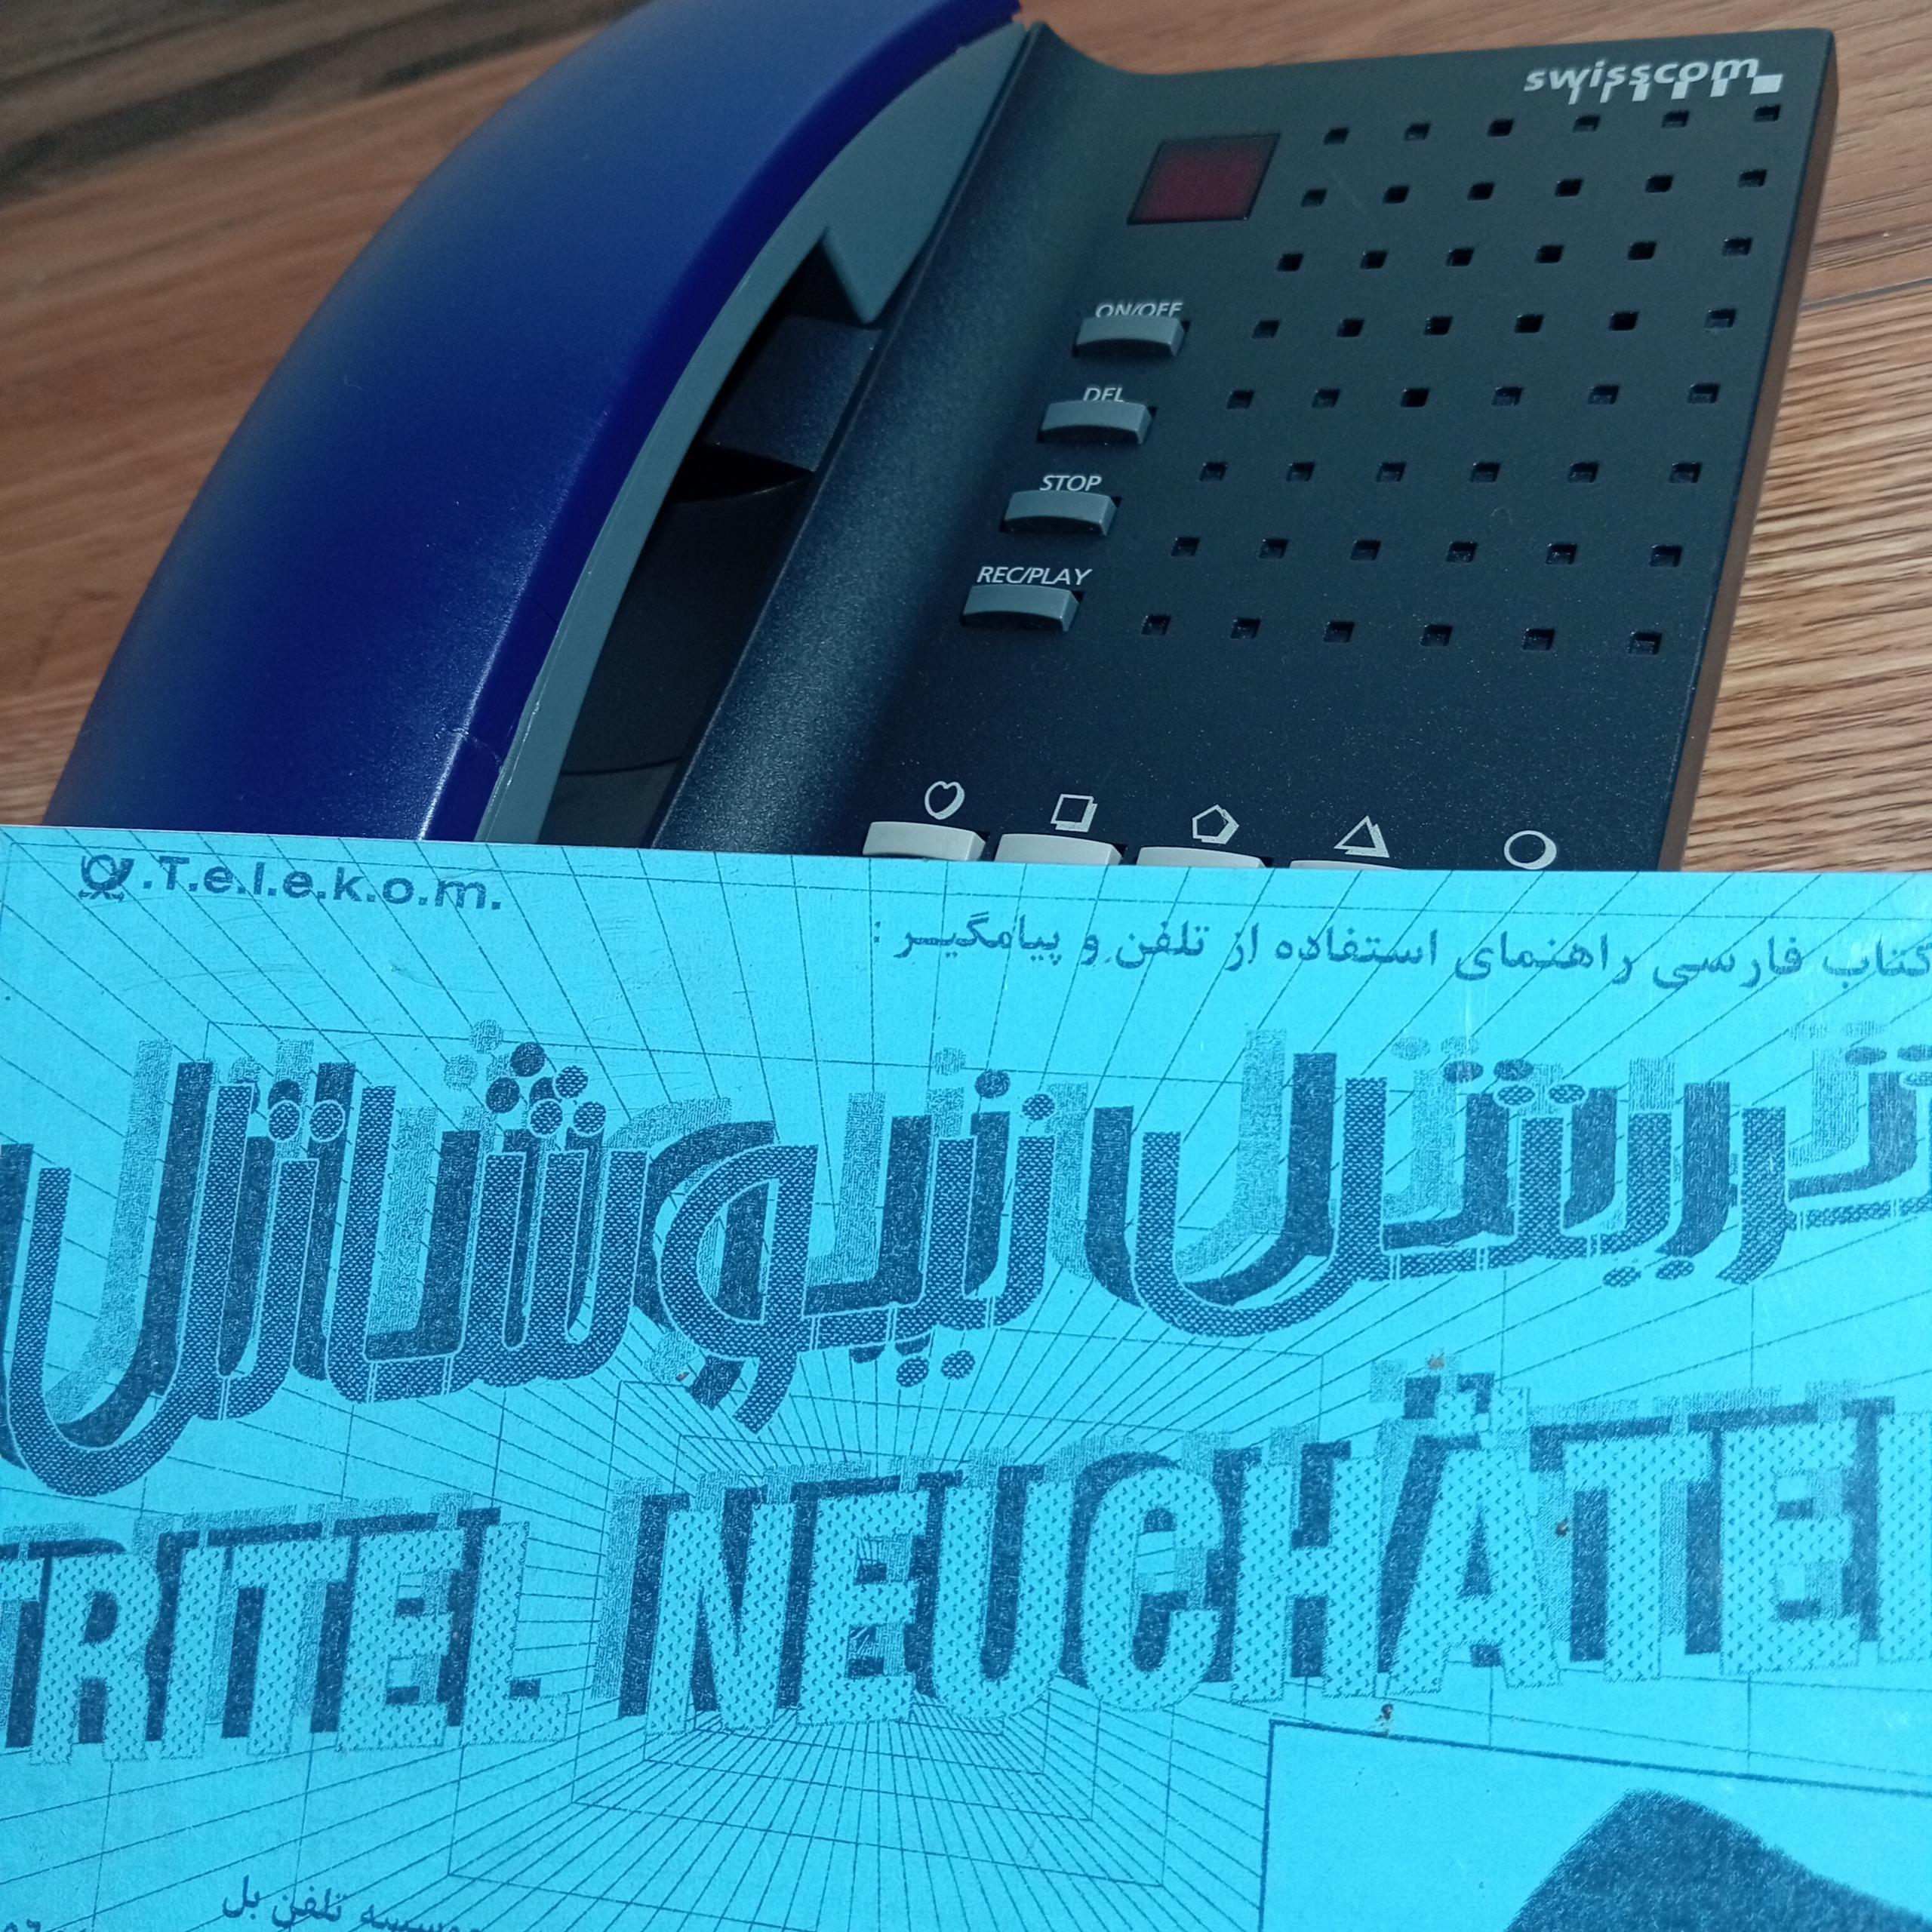 swisscom
ON/OFF
DEL
STOP
REC/PLAY
.T.e.l.e.k.o.m.
کتاب فارسی راهنمای استفاده از تلفن و پیامگیر :
تریتل نیوشاتل
TRITEL NEUCHÂTEL
موسسه تلفن بل